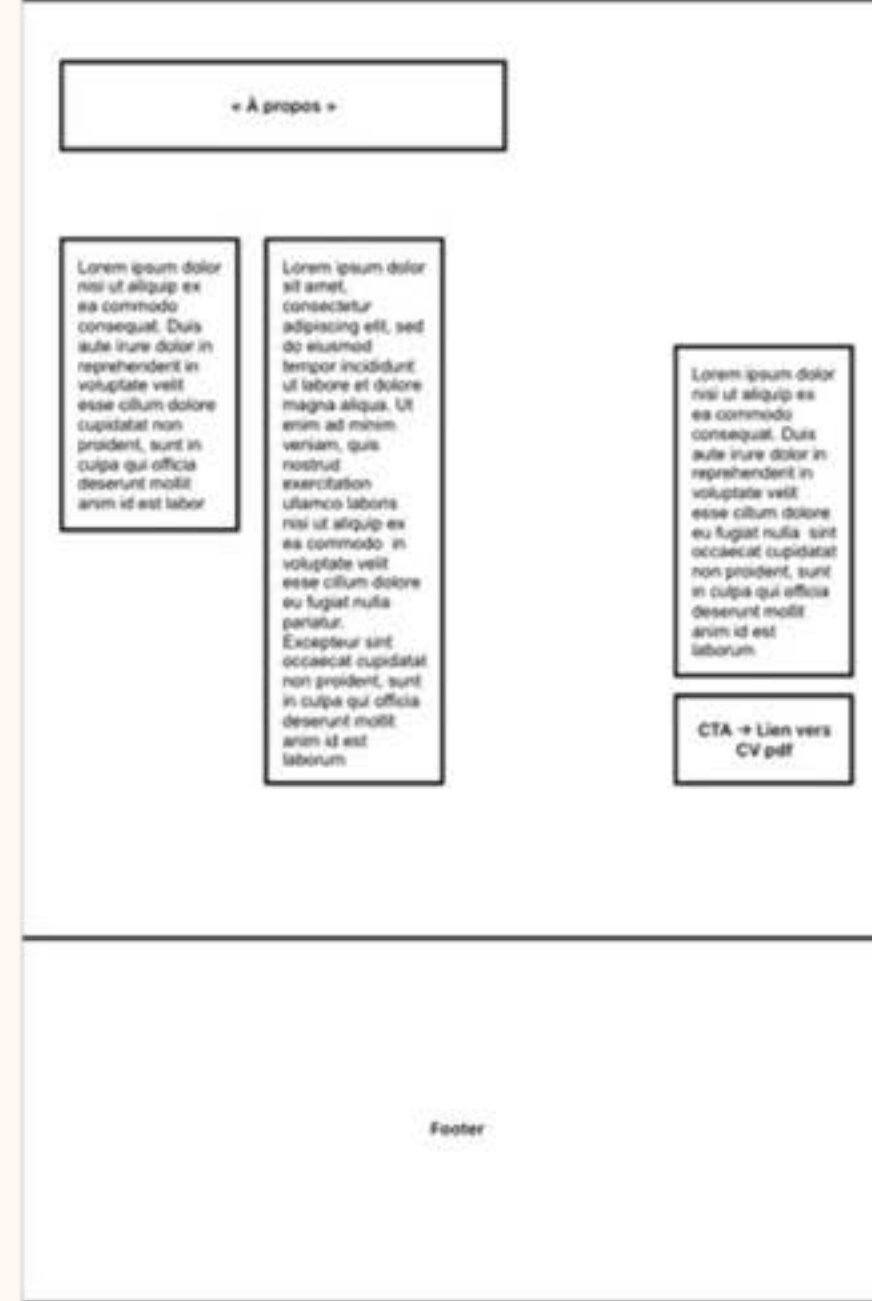 « À propos »
Lorem ipsum dolor
nisi ut aliquip ex
ea commodo
consequat. Duis
aute irure dolor in
reprehenderit in
voluptate velit
esse cillum dolore
cupidatat non
proident, sunt in
culpa qui officia
deserunt mollit
anim id est labor
Lorem ipsum dolor
sit amet,
consectetur
adipiscing elit, sed
do eiusmod
tempor incididunt
ut labore et dolore
magna aliqua. Ut
enim ad minim
veniam, quis
nostrud
exercitation
ullamco laboris
nisi ut aliquip ex
ea commodo in
voluptate velit
esse cillum dolore
eu fugiat nulla
pariatur.
Excepteur sint
occaecat cupidatat
non proident, sunt
in culpa qui officia
deserunt mollit
anim id est
laborum
Lorem ipsum dolor
nisi ut aliquip ex
ea commodo
consequat. Duis
aute irure dolor in
reprehenderit in
voluptate velit
esse cillum dolore
eu fugiat nulla sint
occaecat cupidatat
non proident, sunt
in culpa qui officia
deserunt mollit
anim id est
laborum
CTA → Lien vers
CV pdf
Footer